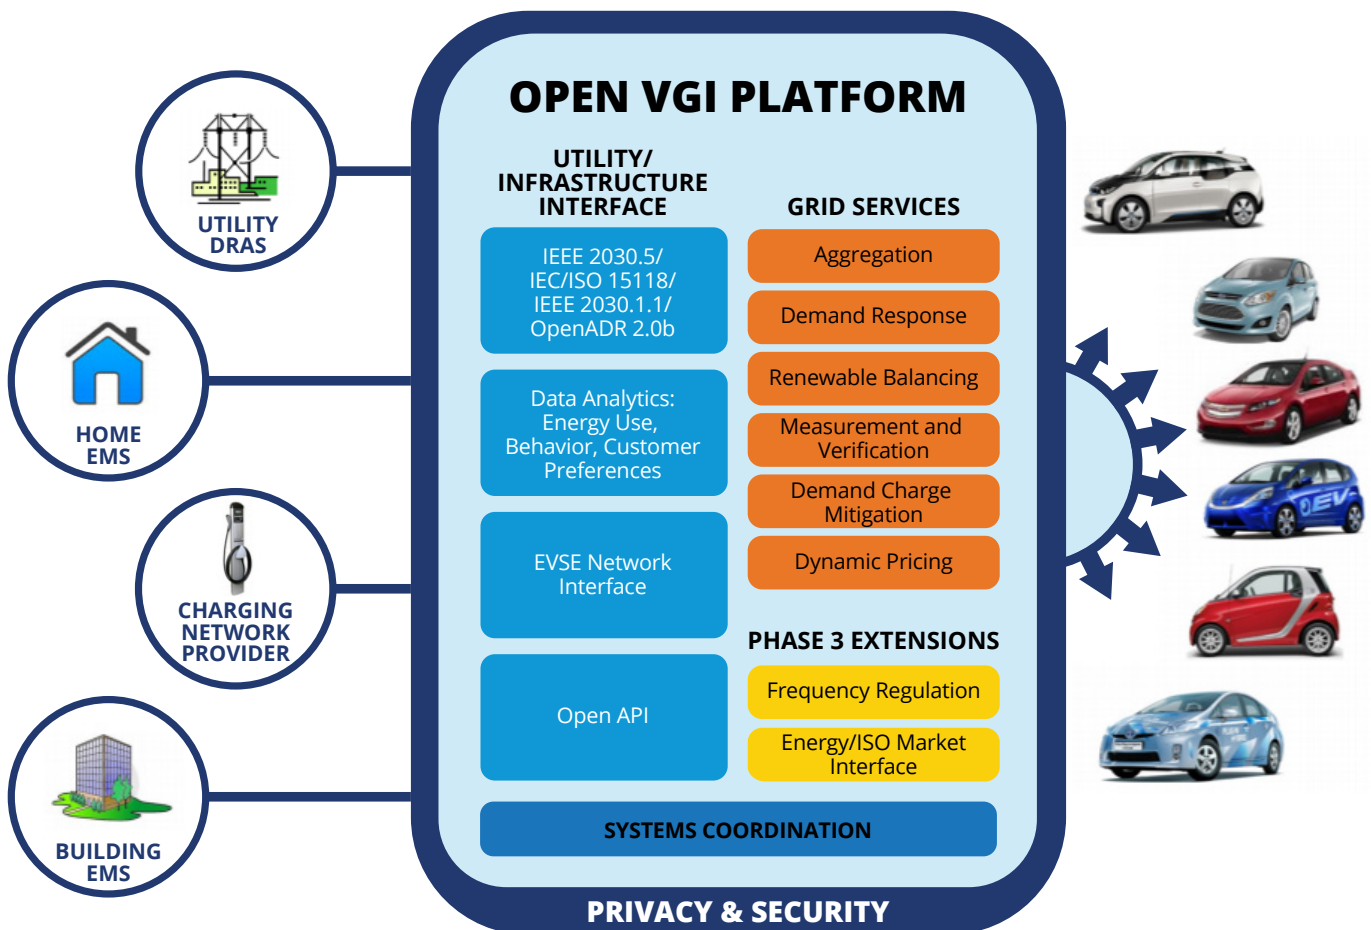 OPEN VGI PLATFORM
UTILITY
DRAS
HOME
EMS
CHARGING
NETWORK
PROVIDER
BUILDING
EMS
UTILITY/
INFRASTRUCTURE
INTERFACE
IEEE 2030.5/
IEC/ISO 15118/
IEEE 2030.1.1/
OpenADR 2.0b
Data Analytics:
Energy Use,
Behavior, Customer
Preferences
EVSE Network
Interface
Open API
GRID SERVICES
Aggregation
Demand Response
Renewable Balancing
Measurement and
Verification
Demand Charge
Mitigation
Dynamic Pricing
PHASE 3 EXTENSIONS
Frequency Regulation
Energy/ISO Market
Interface
SYSTEMS COORDINATION
PRIVACY & SECURITY
EV